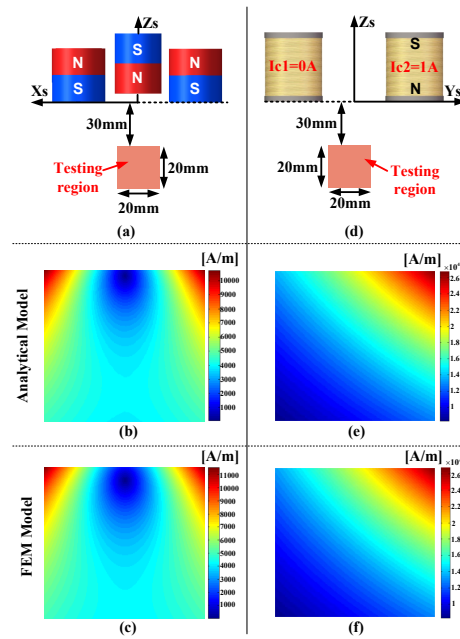 Zs
S
N
N
N
S
N
S
Xs
30mm
Testing
region
20mm
20mm
(a)
Zs
S
Ic1=0A
Ic2=1A
N
Ys
30mm
20mm
Testing
region
20mm
(d)
Analytical Model
[A/m]
10000
9000
8000
7000
6000
5000
4000
3000
2000
1000
(b)
[A/m]
2.6
2.4
2.2
2
1.8
1.6
1.4
1.2
1
(e)
FEM Model
[A/m]
11000
10000
9000
8000
7000
6000
5000
4000
3000
2000
1000
(c)
[A/m]
2.6
2.4
2.2
2
1.8
1.6
1.4
1.2
1
(f)